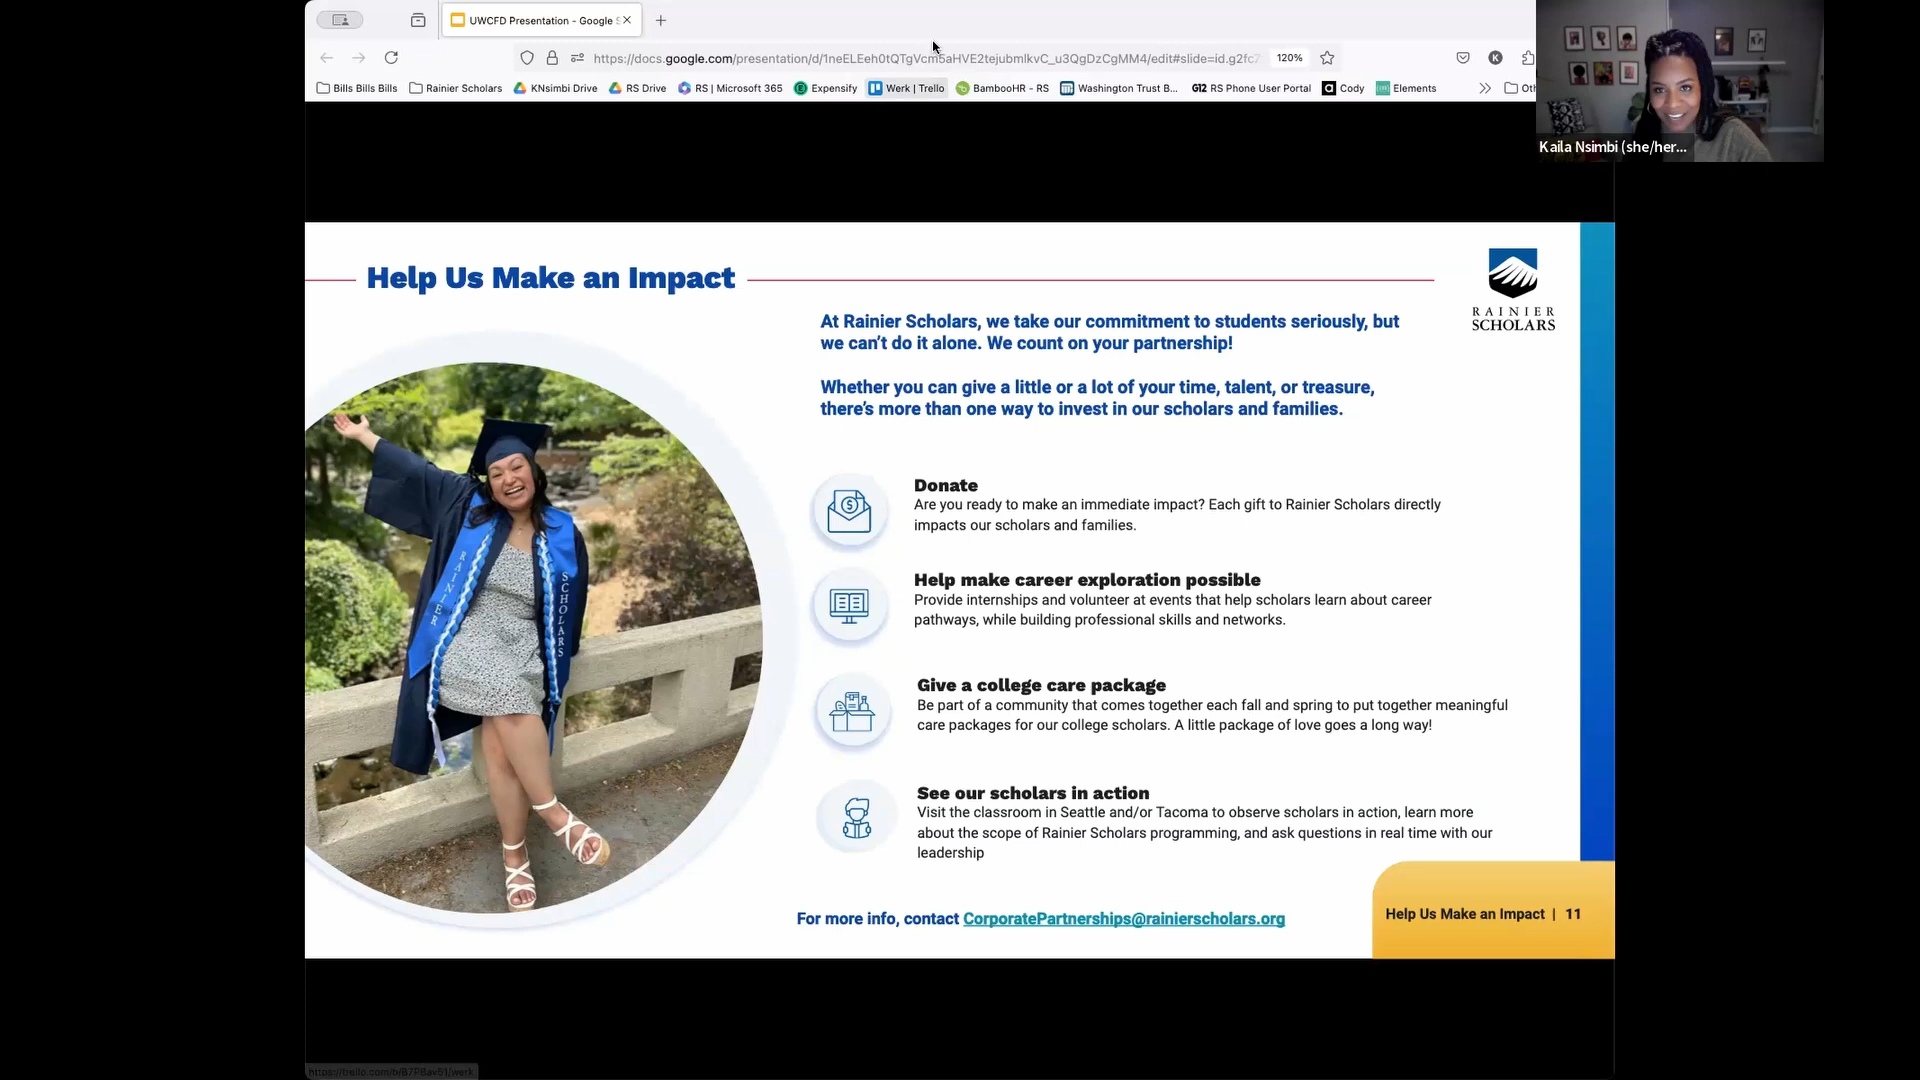 UWCFD Presentation - Google S
https://docs.google.com/presentation/d/1neELEeh0tQTgVcm5aHVE2tejubmlkvC_u3QgDzCgMM4/edit#slide=id.g2fc7
120%
K
Bills Bills Bills
Rainier Scholars
KNsimbi Drive
RS Drive
RS | Microsoft 365
Expensify
Werk | Trello
BambooHR - RS
Washington Trust B...
G12 RS Phone User Portal
Cody
Elements
Kaila Nsimbi (she/her...
Help Us Make an Impact
RAINIER
SCHOLARS
At Rainier Scholars, we take our commitment to students seriously, but
we can't do it alone. We count on your partnership!
Whether you can give a little or a lot of your time, talent, or treasure,
there's more than one way to invest in our scholars and families.
RAINIER
SCHOLARS
Donate
Are you ready to make an immediate impact? Each gift to Rainier Scholars directly
impacts our scholars and families.
Help make career exploration possible
Provide internships and volunteer at events that help scholars learn about career
pathways, while building professional skills and networks.
Give a college care package
Be part of a community that comes together each fall and spring to put together meaningful
care packages for our college scholars. A little package of love goes a long way!
See our scholars in action
Visit the classroom in Seattle and/or Tacoma to observe scholars in action, learn more
about the scope of Rainier Scholars programming, and ask questions in real time with our
leadership
For more info, contact CorporatePartnerships@rainierscholars.org
Help Us Make an Impact | 11